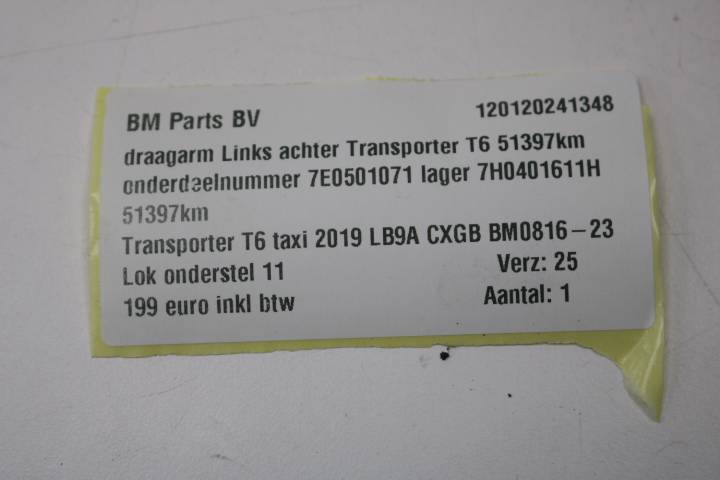 BM Parts BV 120120241348
draagarm Links achter Transporter T6 51397km
onderdeelnummer 7E0501071 lager 7H0401611H
51397km
Transporter T6 taxi 2019 LB9A CXGB BM0816-23
Lok onderstel 11 Verz: 25
199 euro inkl btw Aantal: 1